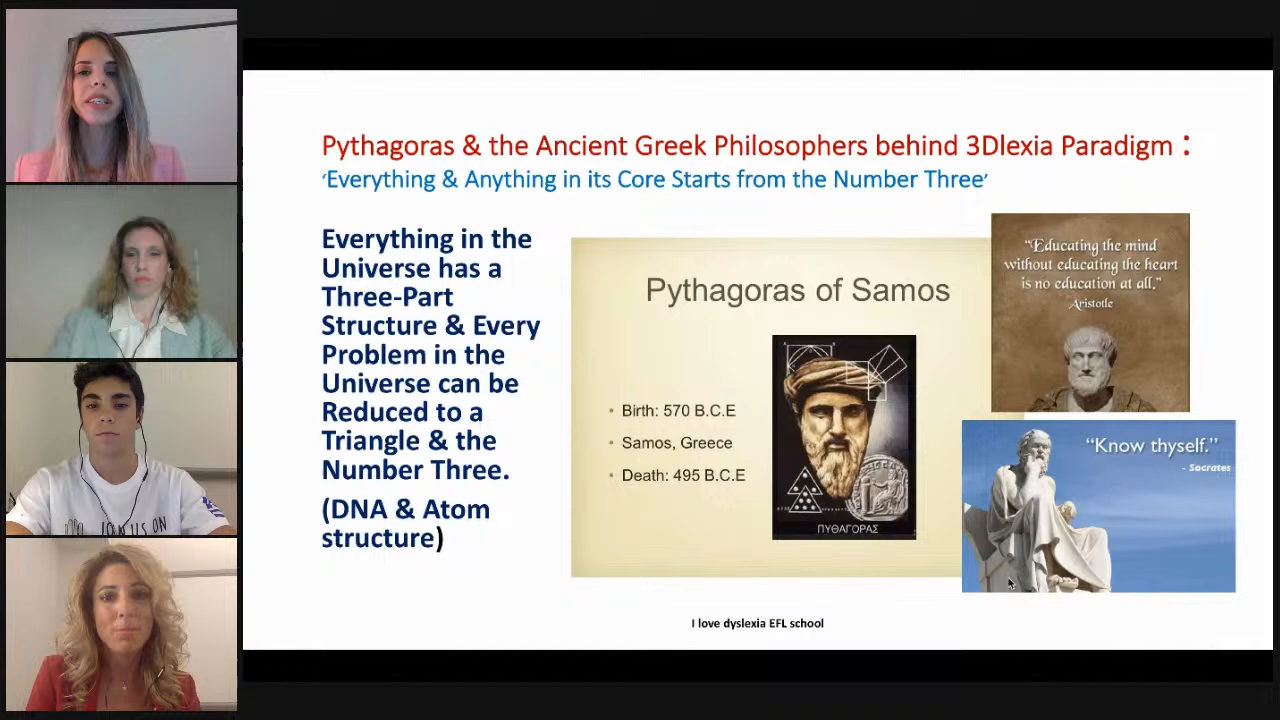 Pythagoras & the Ancient Greek Philosophers behind 3Dlexia Paradigm :
‘Everything & Anything in its Core Starts from the Number Three’
Everything in the
Universe has a
Three-Part
Structure & Every
Problem in the
Universe can be
Reduced to a
Triangle & the
Number Three.
(DNA & Atom
structure)
Pythagoras of Samos
• Birth: 570 B.C.E
• Samos, Greece
• Death: 495 B.C.E
ΠΥΘΑΓΟΡΑΣ
“Educating the mind
without educating the heart
is no education at all.”
Aristotle
“Know thyself.”
- Socrates
I love dyslexia EFL school